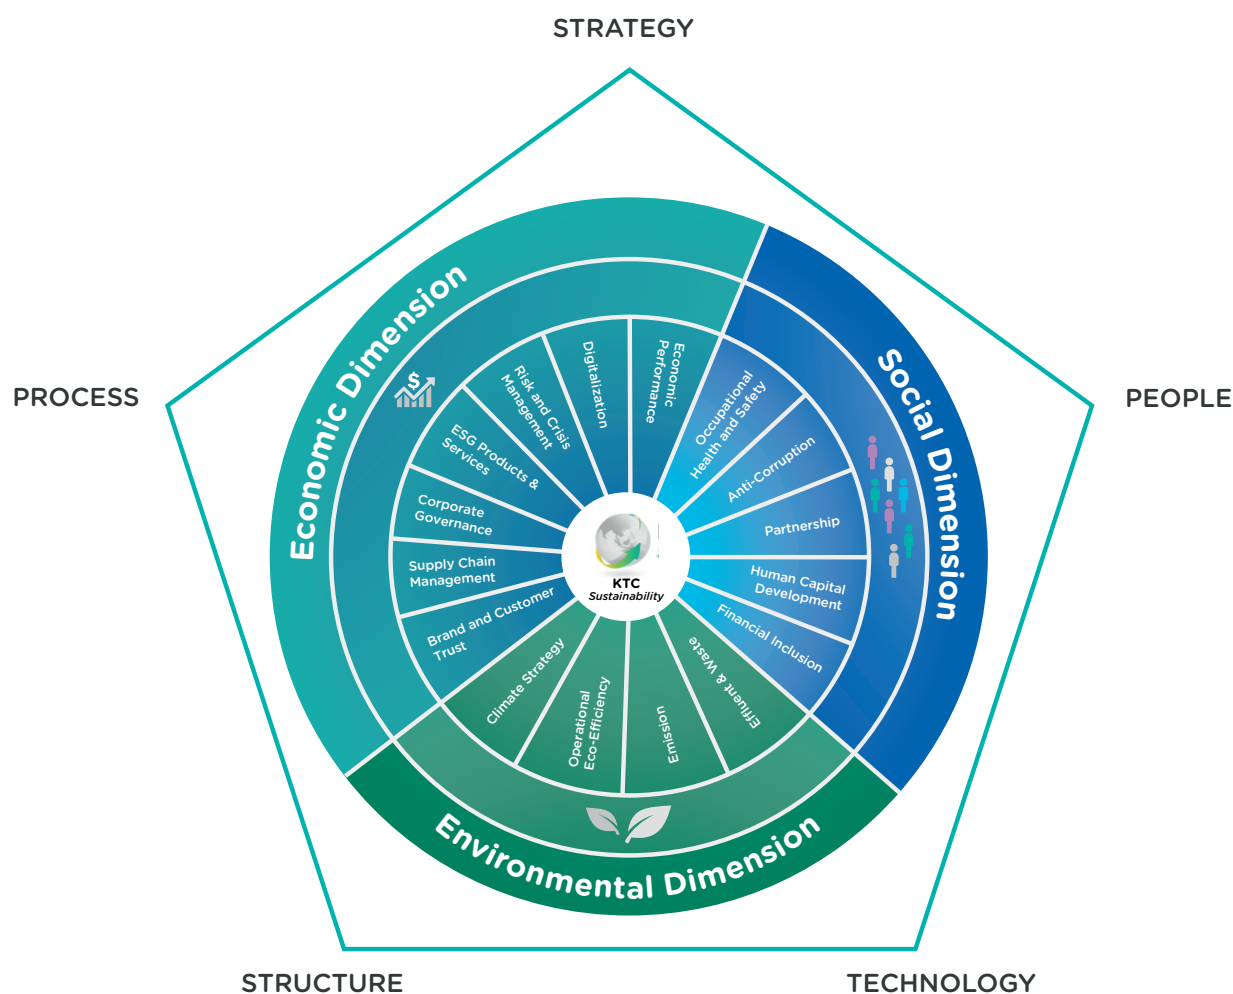 STRATEGY
PROCESS
PEOPLE
STRUCTURE
TECHNOLOGY
Economic Dimension
Social Dimension
Environmental Dimension
$
Economic
Performance
Digitalization
Risk and Crisis
Management
ESG Products &
Services
Corporate
Governance
Supply Chain
Management
Brand and Customer
Trust
Occupational
Health and Safety
Anti-Corruption
Partnership
Human Capital
Development
Financial Inclusion
Effluent & Waste
Emission
Operational
Eco-Efficiency
Climate Strategy
KTC
Sustainability